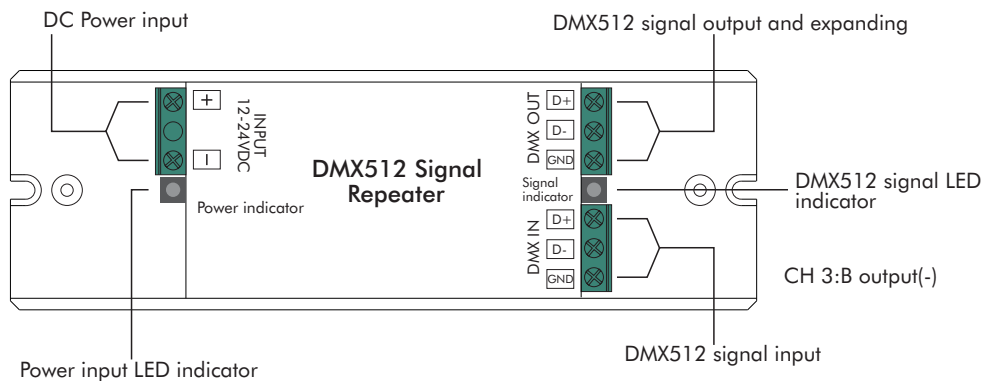 DC Power input
DMX512 signal output and expanding
+
INPUT
12-24VDC
−
Power indicator
DMX512 Signal
Repeater
DMX OUT
D+
D-
GND
Signal
indicator
DMX IN
D+
D-
GND
DMX512 signal LED
indicator
CH 3:B output(-)
DMX512 signal input
Power input LED indicator